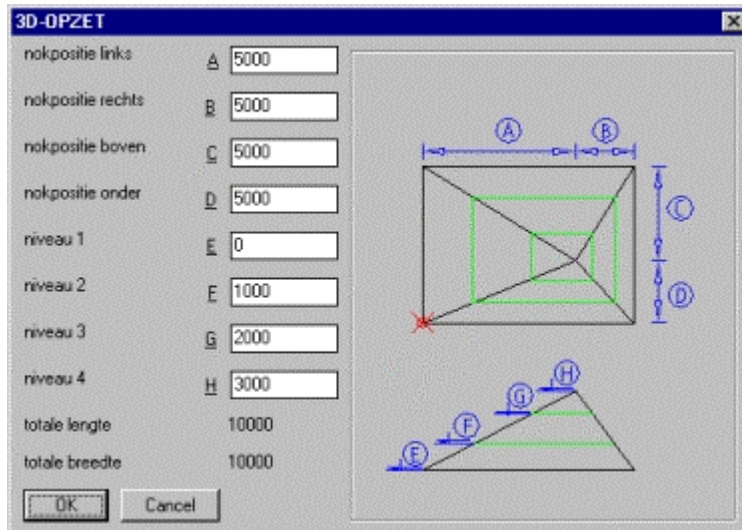 3D-OPZET
nokpositie links A 5000
nokpositie rechts B 5000
nokpositie boven C 5000
nokpositie onder D 5000
niveau 1 E 0
niveau 2 F 1000
niveau 3 G 2000
niveau 4 H 3000
totale lengte 10000
totale breedte 10000
OK Cancel
A B
C
D
H
G
F
E